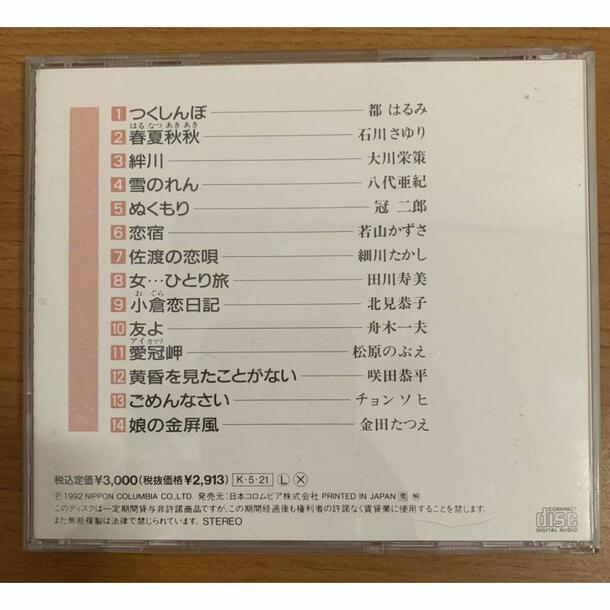 1 つくしんぼ 都 はるみ
はる なつ あき あき
2 春夏秋秋 石川さゆり
3 絆川 大川栄策
4 雪のれん 八代亜紀
5 ぬくもり 冠 二郎
6 恋宿 若山かずさ
7 佐渡の恋唄 細川たかし
8 女…ひとり旅 田川寿美
お ぐら
9 小倉恋日記 北見恭子
10 友よ 舟木一夫
アイ カップ
11 愛冠岬 松原のぶえ
12 黄昏を見たことがない 咲田恭平
13 ごめんなさい チョン ソヒ
14 娘の金屛風 金田たつえ
税込定価¥3,000(税抜価格¥2,913) K·5·21 L X
Ⓟ1992 NIPPON COLUMBIA CO.,LTD. 発売元:日本コロムビア株式会社 PRINTED IN JAPAN 解
このディスクは一定期間貸与非許諾商品ですが、この期間経過後も権利者の許諾なく賃貸業に使用することを禁じます。
また無断複製は法律で禁じられています。 STEREO
COMPACT
disc
DIGITAL AUDIO